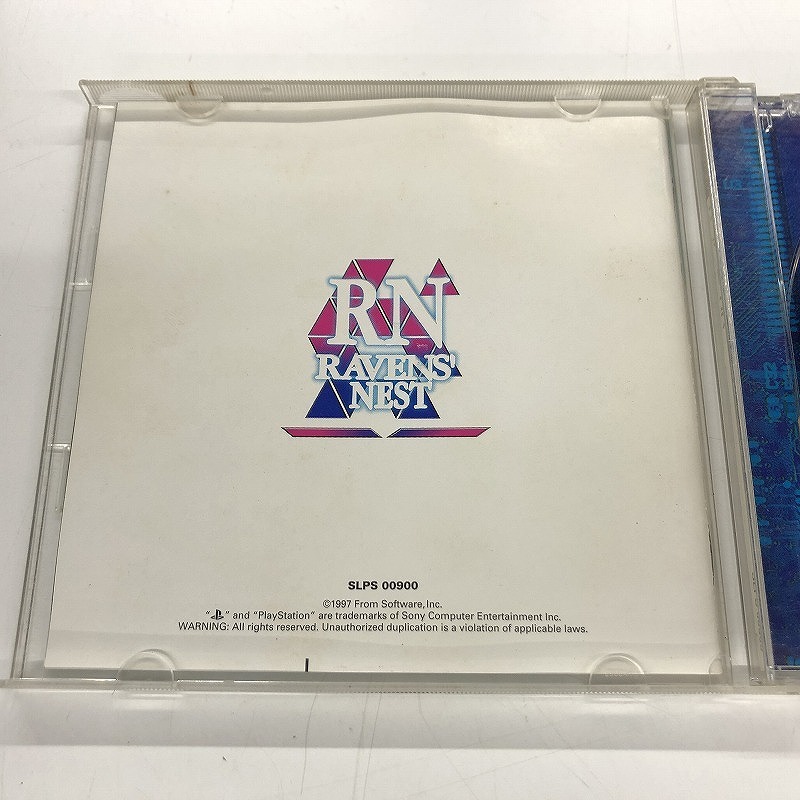 RN
RAVENS'
NEST
SLPS 00900
©1997 From Software, Inc.
" " and "PlayStation" are trademarks of Sony Computer Entertainment Inc.
WARNING: All rights reserved. Unauthorized duplication is a violation of applicable laws.